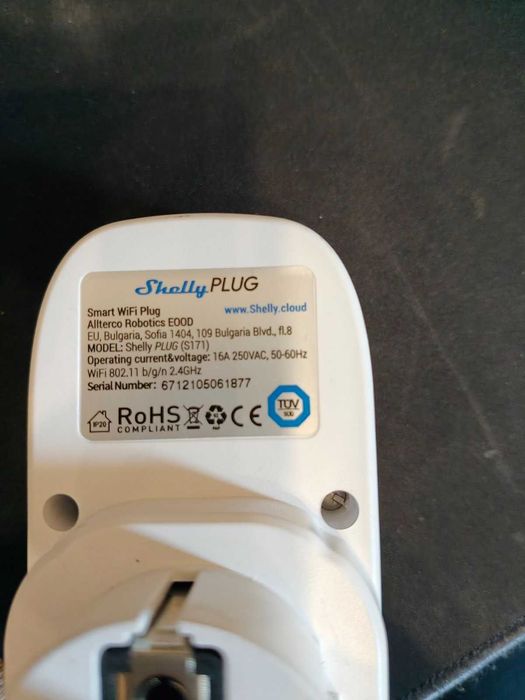 Shelly PLUG
Smart WiFi Plug www.Shelly.cloud
Allterco Robotics EOOD
EU, Bulgaria, Sofia 1404, 109 Bulgaria Blvd., fl.8
MODEL: Shelly PLUG (S171)
Operating current&voltage: 16A 250VAC, 50-60Hz
WiFi 802.11 b/g/n 2.4GHz
Serial Number: 6712105061877
IP20 RoHS COMPLIANT CE TÜV